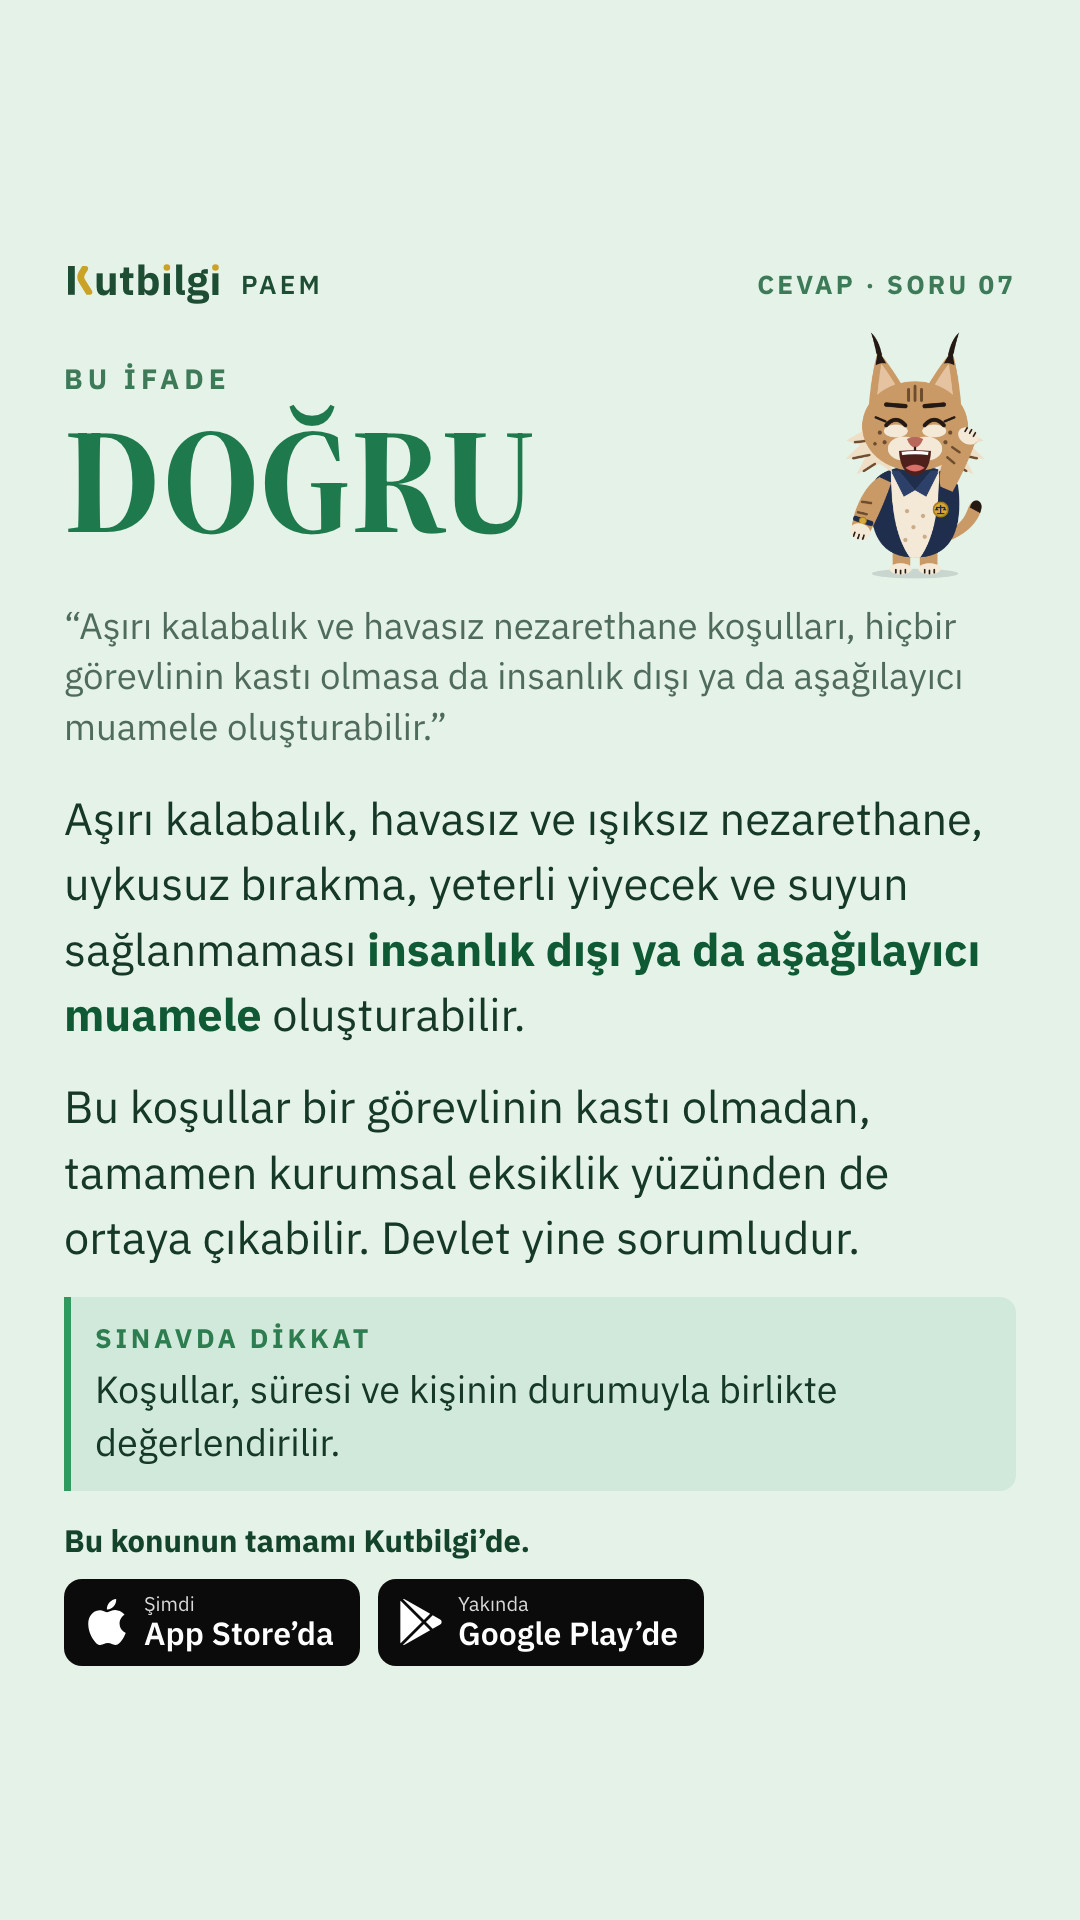 Kutbilgi PAEM
CEVAP · SORU 07
BU İFADE
DOĞRU
“Aşırı kalabalık ve havasız nezarethane koşulları, hiçbir
görevlinin kastı olmasa da insanlık dışı ya da aşağılayıcı
muamele oluşturabilir.”
Aşırı kalabalık, havasız ve ışıksız nezarethane,
uykusuz bırakma, yeterli yiyecek ve suyun
sağlanmaması insanlık dışı ya da aşağılayıcı
muamele oluşturabilir.
Bu koşullar bir görevlinin kastı olmadan,
tamamen kurumsal eksiklik yüzünden de
ortaya çıkabilir. Devlet yine sorumludur.
SINAVDA DİKKAT
Koşullar, süresi ve kişinin durumuyla birlikte
değerlendirilir.
Bu konunun tamamı Kutbilgi’de.
Şimdi
App Store’da
Yakında
Google Play’de